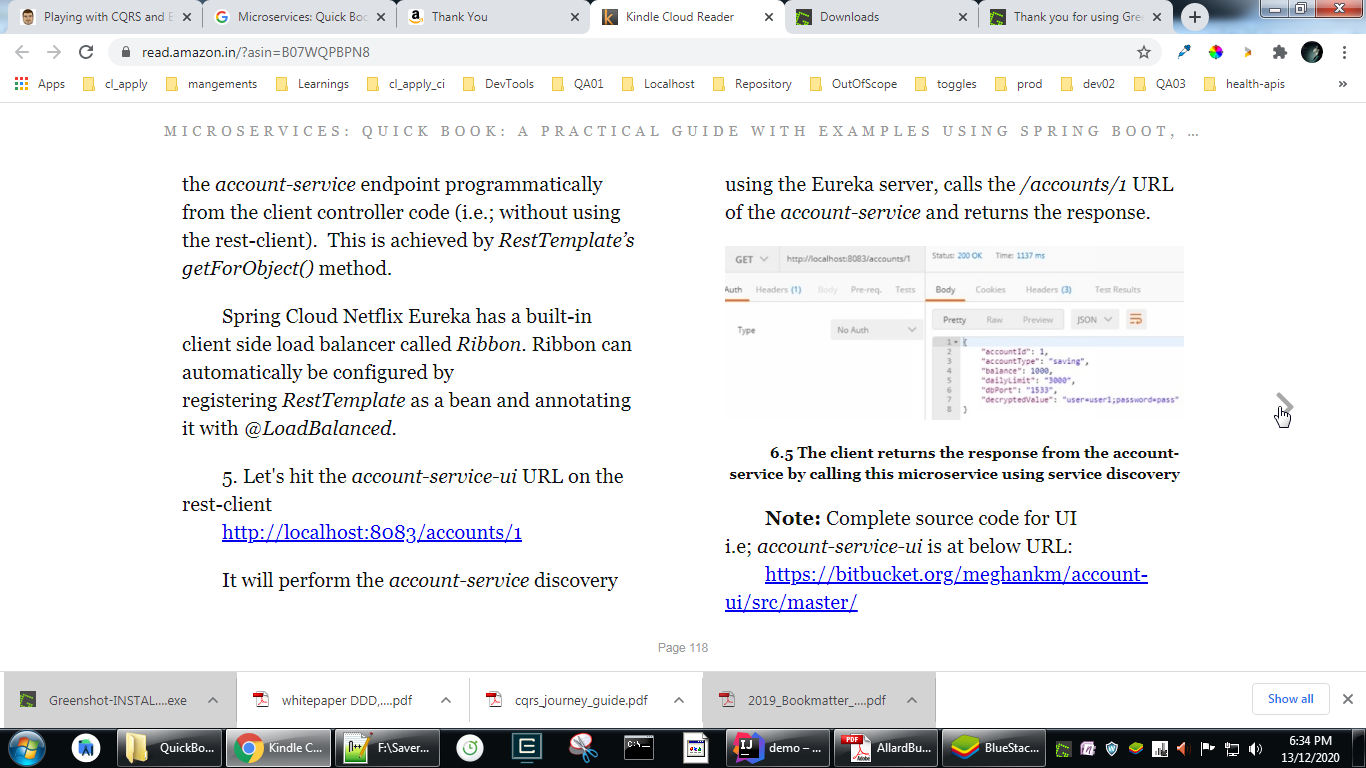 Playing with CQRS and E
Microservices: Quick Boo
Thank You
Kindle Cloud Reader
Downloads
Thank you for using Gre
read.amazon.in/?asin=B07WQPBPN8
Apps
cl_apply
mangements
Learnings
cl_apply_ci
DevTools
QA01
Localhost
Repository
OutOfScope
toggles
prod
dev02
QA03
health-apis
»
MICROSERVICES: QUICK BOOK: A PRACTICAL GUIDE WITH EXAMPLES USING SPRING BOOT, ...
the account-service endpoint programmatically
from the client controller code (i.e.; without using
the rest-client). This is achieved by RestTemplate’s
getForObject() method.
Spring Cloud Netflix Eureka has a built-in
client side load balancer called Ribbon. Ribbon can
automatically be configured by
registering RestTemplate as a bean and annotating
it with @LoadBalanced.
5. Let's hit the account-service-ui URL on the
rest-client
http://localhost:8083/accounts/1
It will perform the account-service discovery
using the Eureka server, calls the /accounts/1 URL
of the account-service and returns the response.
GET http://localhost:8083/accounts/1 Status: 200 OK Time: 1137 ms
Auth Headers (1) Body Pre-req. Tests Body Cookies Headers (3) Test Results
Type No Auth
Pretty Raw Preview JSON
1 {
2 "accountId": 1,
3 "accountType": "saving",
4 "balance": 1000,
5 "dailyLimit": "3000",
6 "dbPort": "1533",
7 "decryptedValue": "user=user1;password=pass"
8 }
6.5 The client returns the response from the account-
service by calling this microservice using service discovery
Note: Complete source code for UI
i.e; account-service-ui is at below URL:
https://bitbucket.org/meghankm/account-
ui/src/master/
Page 118
Greenshot-INSTAL....exe
whitepaper DDD,....pdf
cqrs_journey_guide.pdf
2019_Bookmatter_....pdf
Show all
QuickBo...
Kindle C...
F:\Saver...
demo – ...
AllardBu...
BlueStac...
6:34 PM
13/12/2020